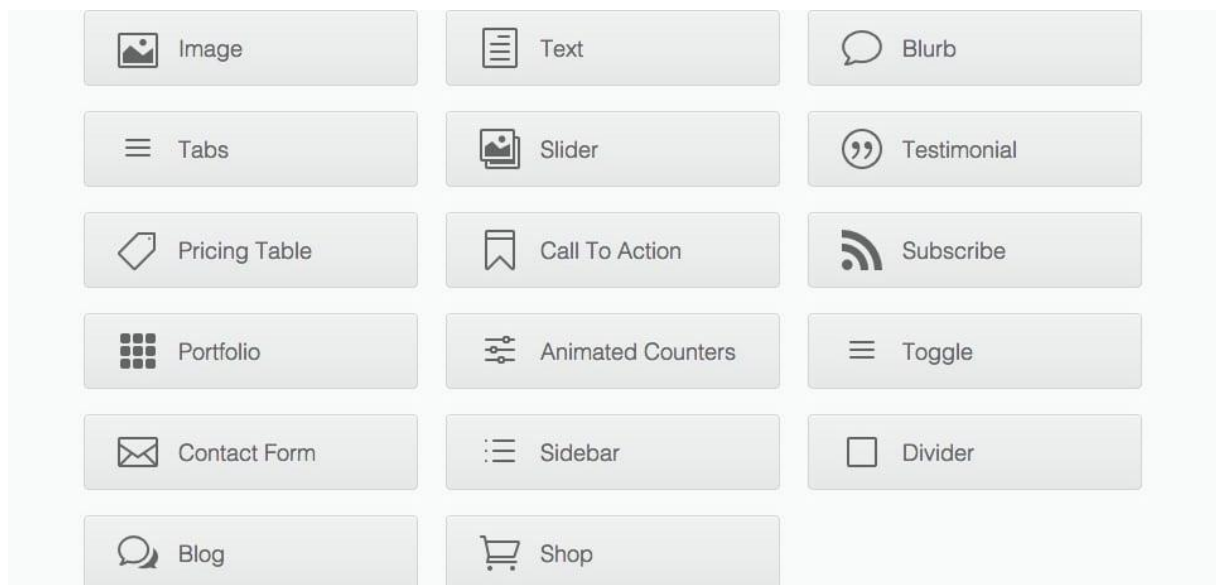 Image
Text
Blurb
Tabs
Slider
Testimonial
Pricing Table
Call To Action
Subscribe
Portfolio
Animated Counters
Toggle
Contact Form
Sidebar
Divider
Blog
Shop